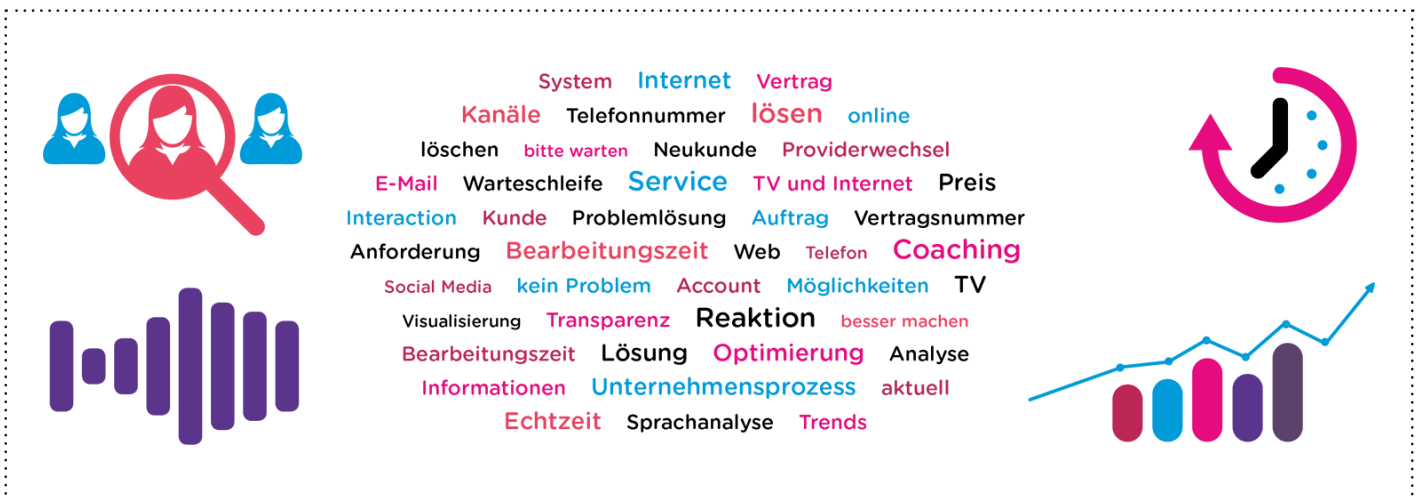 System Internet Vertrag
Kanäle Telefonnummer lösen online
löschen bitte warten Neukunde Providerwechsel
E-Mail Warteschleife Service TV und Internet Preis
Interaction Kunde Problemlösung Auftrag Vertragsnummer
Anforderung Bearbeitungszeit Web Telefon Coaching
Social Media kein Problem Account Möglichkeiten TV
Visualisierung Transparenz Reaktion besser machen
Bearbeitungszeit Lösung Optimierung Analyse
Informationen Unternehmensprozess aktuell
Echtzeit Sprachanalyse Trends